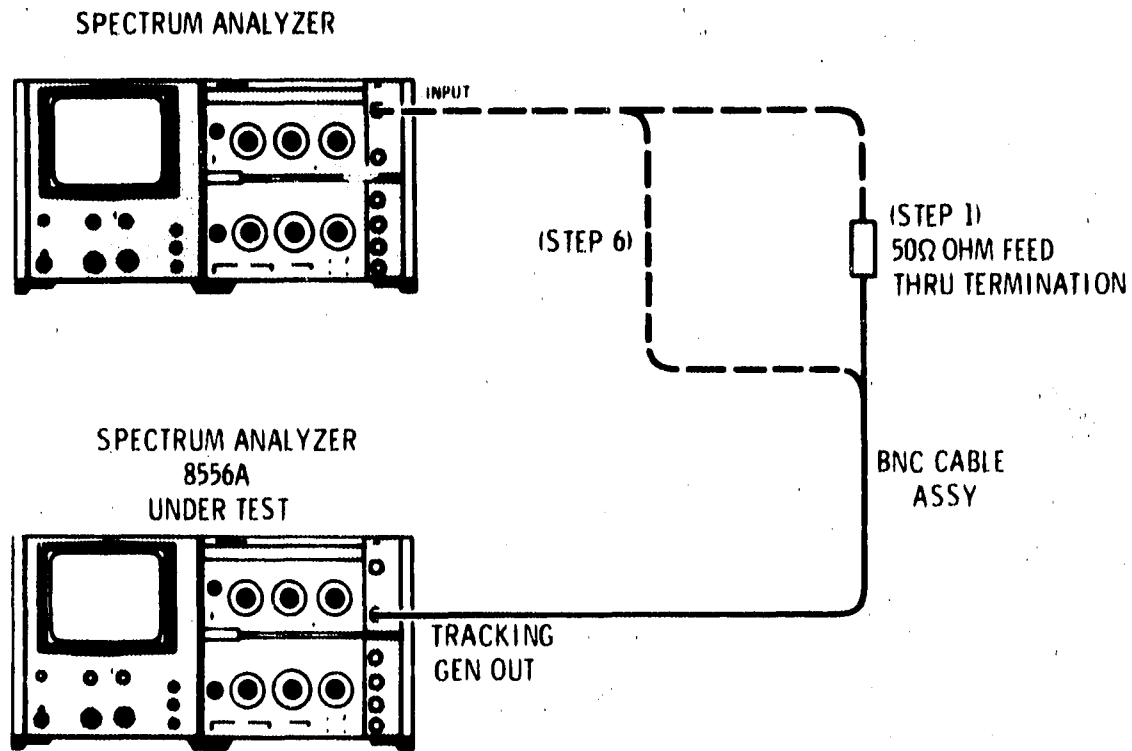 SPECTRUM ANALYZER
INPUT
(STEP 6)
(STEP 1)
50Ω OHM FEED
THRU TERMINATION
SPECTRUM ANALYZER
8556A
UNDER TEST
BNC CABLE
ASSY
TRACKING
GEN OUT